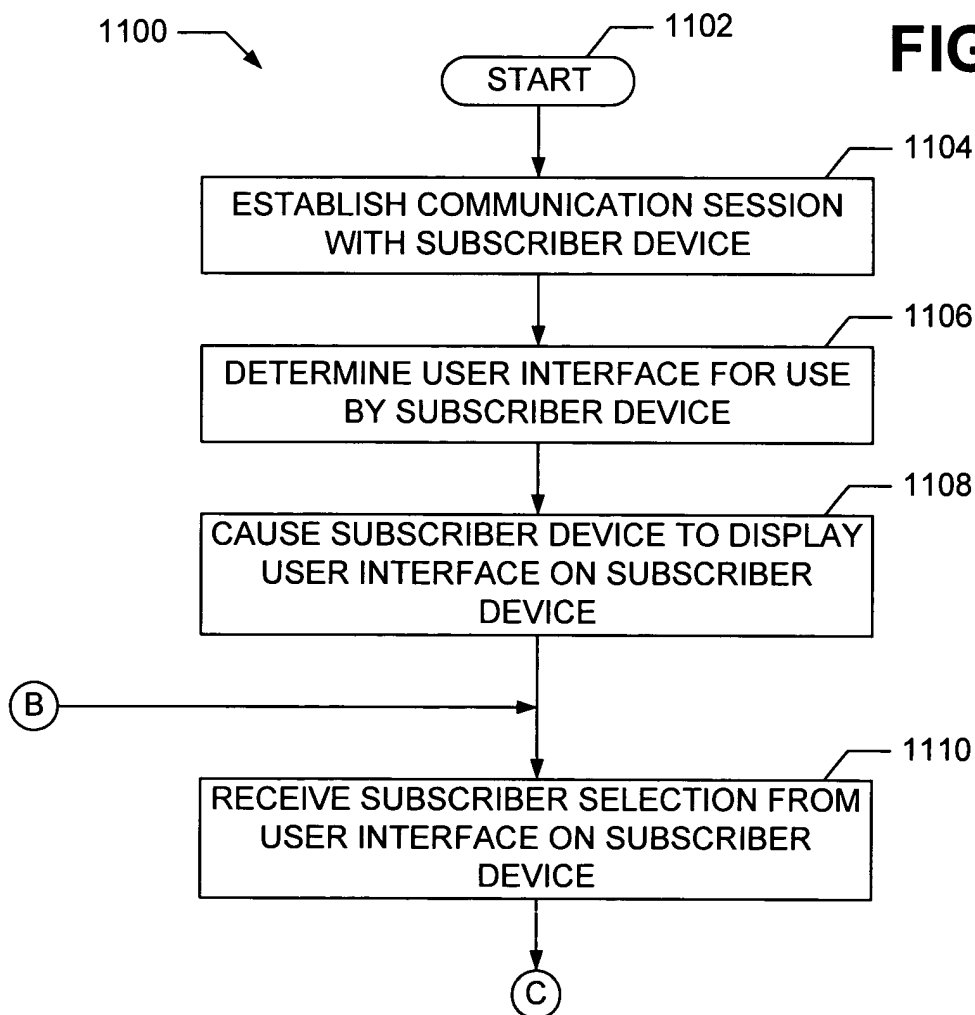 1100
1102
FIG
START
1104
ESTABLISH COMMUNICATION SESSION
WITH SUBSCRIBER DEVICE
1106
DETERMINE USER INTERFACE FOR USE
BY SUBSCRIBER DEVICE
1108
CAUSE SUBSCRIBER DEVICE TO DISPLAY
USER INTERFACE ON SUBSCRIBER
DEVICE
B
1110
RECEIVE SUBSCRIBER SELECTION FROM
USER INTERFACE ON SUBSCRIBER
DEVICE
C